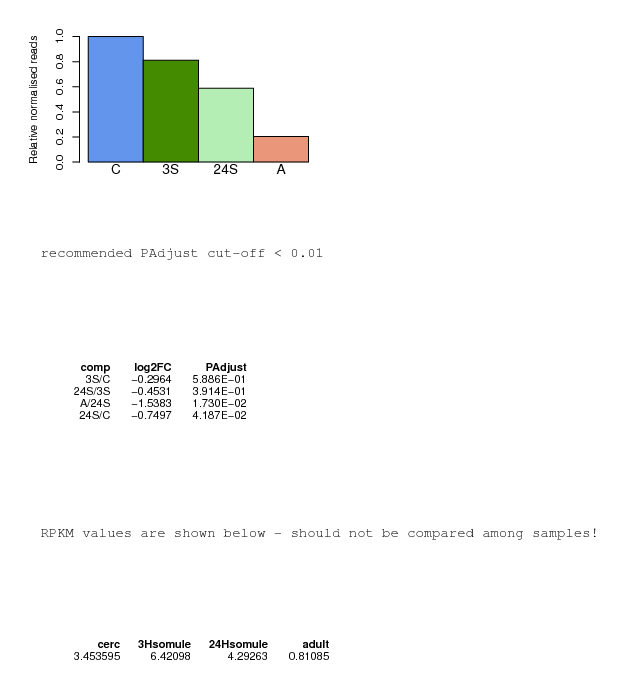 Relative normalised reads
1.0
0.8
0.6
0.4
0.2
0.0
C 3S 24S A
recommended PAdjust cut-off < 0.01
comp log2FC PAdjust
3S/C −0.2964 5.886E−01
24S/3S −0.4531 3.914E−01
A/24S −1.5383 1.730E−02
24S/C −0.7497 4.187E−02
RPKM values are shown below - should not be compared among samples!
cerc 3Hsomule 24Hsomule adult
3.453595 6.42098 4.29263 0.81085